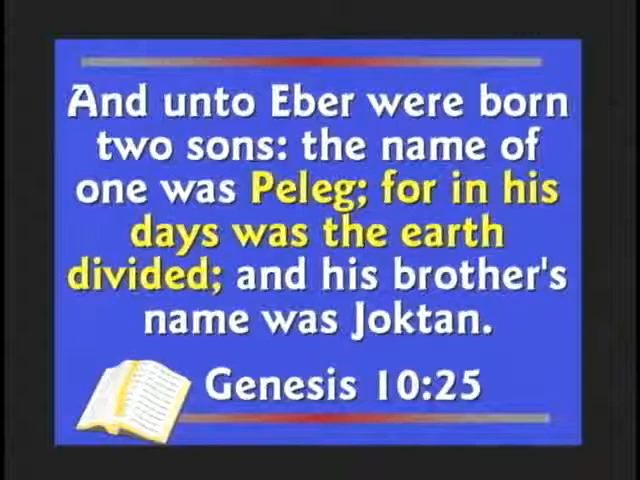 And unto Eber were born
two sons: the name of
one was Peleg; for in his
days was the earth
divided; and his brother's
name was Joktan.
Genesis 10:25